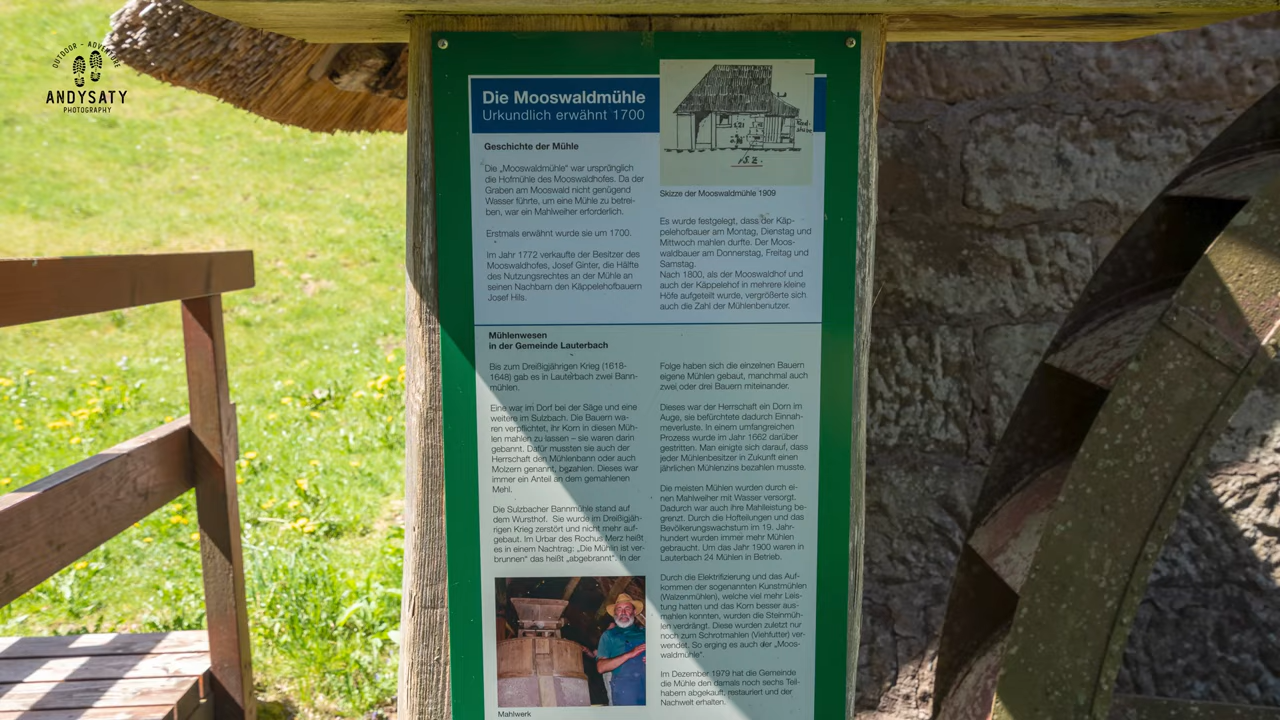 OUTDOOR - ADVENTURE
ANDYSATY
PHOTOGRAPHY
Die Mooswaldmühle
Urkundlich erwähnt 1700
Geschichte der Mühle
Die „Mooswaldmühle“ war ursprünglich
die Hofmühle des Mooswaldhofes. Da der
Graben am Mooswald nicht genügend
Wasser führte, um eine Mühle zu betrei-
ben, war ein Mahlweiher erforderlich.
Erstmals erwähnt wurde sie um 1700.
Im Jahr 1772 verkaufte der Besitzer des
Mooswaldhofes, Josef Ginter, die Hälfte
des Nutzungsrechtes an der Mühle an
seinen Nachbarn den Käppelehofbauern
Josef Hils.
Skizze der Mooswaldmühle 1909
Es wurde festgelegt, dass der Käp-
pelehofbauer am Montag, Dienstag und
Mittwoch mahlen durfte. Der Moos-
waldbauer am Donnerstag, Freitag und
Samstag.
Nach 1800, als der Mooswaldhof und
auch der Käppelehof in mehrere kleine
Höfe aufgeteilt wurde, vergrößerte sich
auch die Zahl der Mühlenbenutzer.
Mühlenwesen
in der Gemeinde Lauterbach
Bis zum Dreißigjährigen Krieg (1618-
1648) gab es in Lauterbach zwei Bann-
mühlen.
Eine war im Dorf bei der Säge und eine
weitere im Sulzbach. Die Bauern wa-
ren verpflichtet, ihr Korn in diesen Müh-
len mahlen zu lassen – sie waren darin
gebannt. Dafür mussten sie auch der
Herrschaft den Mühlenbann oder auch
Molzern genannt, bezahlen. Dieses war
immer ein Anteil an dem gemahlenen
Mehl.
Die Sulzbacher Bannmühle stand auf
dem Wursthof. Sie wurde im Dreißigjäh-
rigen Krieg zerstört und nicht mehr auf-
gebaut. Im Urbar des Rochus Merz heißt
es in einem Nachtrag: „Die Mühlin ist ver-
brunnen“ das heißt „abgebrannt“. In der
Mahlwerk
Folge haben sich die einzelnen Bauern
eigene Mühlen gebaut, manchmal auch
zwei oder drei Bauern miteinander.
Dieses war der Herrschaft ein Dorn im
Auge, sie befürchtete dadurch Einnah-
meverluste. In einem umfangreichen
Prozess wurde im Jahr 1662 darüber
gestritten. Man einigte sich darauf, dass
jeder Mühlenbesitzer in Zukunft einen
jährlichen Mühlenzins bezahlen musste.
Die meisten Mühlen wurden durch ei-
nen Mahlweiher mit Wasser versorgt.
Dadurch war auch ihre Mahlleistung be-
grenzt. Durch die Hofteilungen und das
Bevölkerungswachstum im 19. Jahr-
hundert wurden immer mehr Mühlen
gebraucht. Um das Jahr 1900 waren in
Lauterbach 24 Mühlen in Betrieb.
Durch die Elektrifizierung und das Auf-
kommen der sogenannten Kunstmühlen
(Walzenmühlen), welche viel mehr Leis-
tung hatten und das Korn besser aus-
mahlen konnten, wurden die Steinmüh-
len verdrängt. Diese wurden zuletzt nur
noch zum Schrotmahlen (Viehfutter) ver-
wendet. So erging es auch der „Moos-
waldmühle“.
Im Dezember 1979 hat die Gemeinde
die Mühle den damals noch sechs Teil-
habern abgekauft, restauriert und der
Nachwelt erhalten.